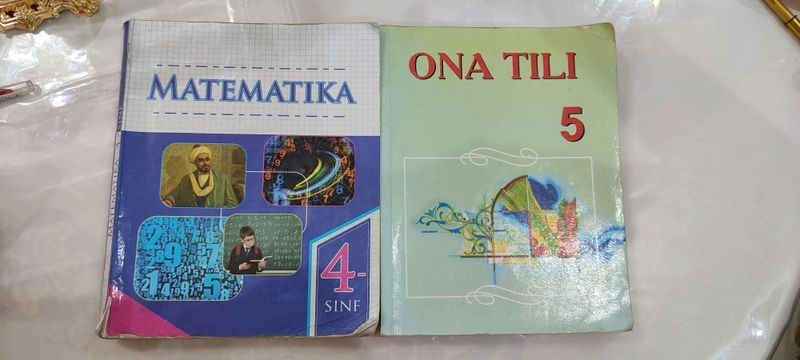 MATEMATIKA
4-
SINF
ONA TILI
5